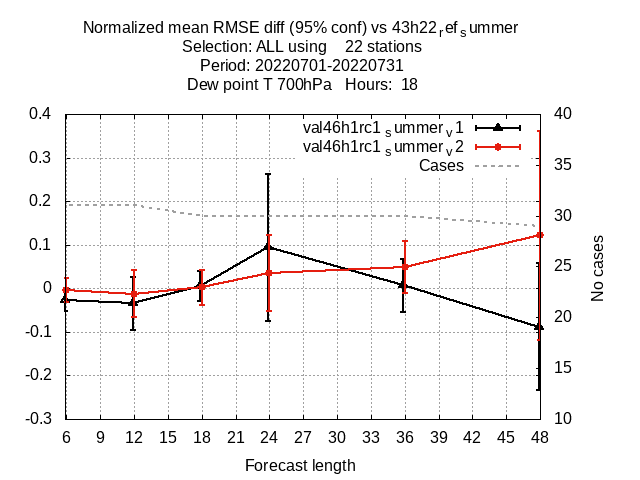 Normalized mean RMSE diff (95% conf) vs 43h22refsummer
Selection: ALL using    22 stations
Period: 20220701-20220731
Dew point T 700hPa   Hours:  18
val46h1rc1summerv1
val46h1rc1summerv2
Cases
0.4
0.3
0.2
0.1
0
-0.1
-0.2
-0.3
40
35
30
25
20
15
10
No cases
6 9 12 15 18 21 24 27 30 33 36 39 42 45 48
Forecast length